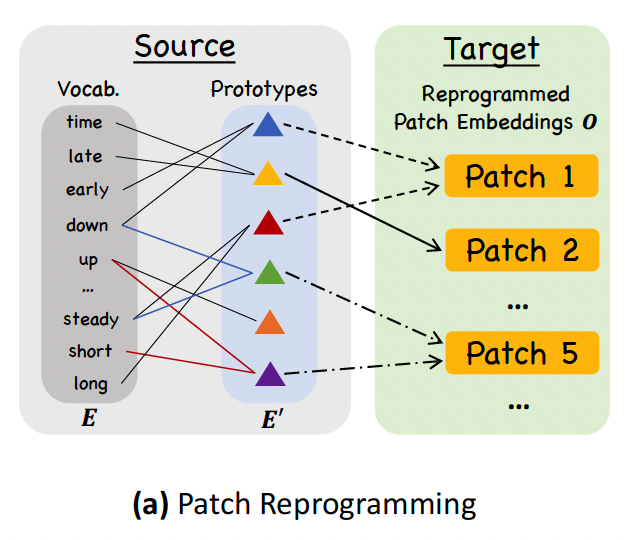 Source
Target
Vocab.
Prototypes
Reprogrammed
Patch Embeddings O
time
late
early
down
up
...
steady
short
long
E
E′
Patch 1
Patch 2
...
Patch 5
...
(a) Patch Reprogramming